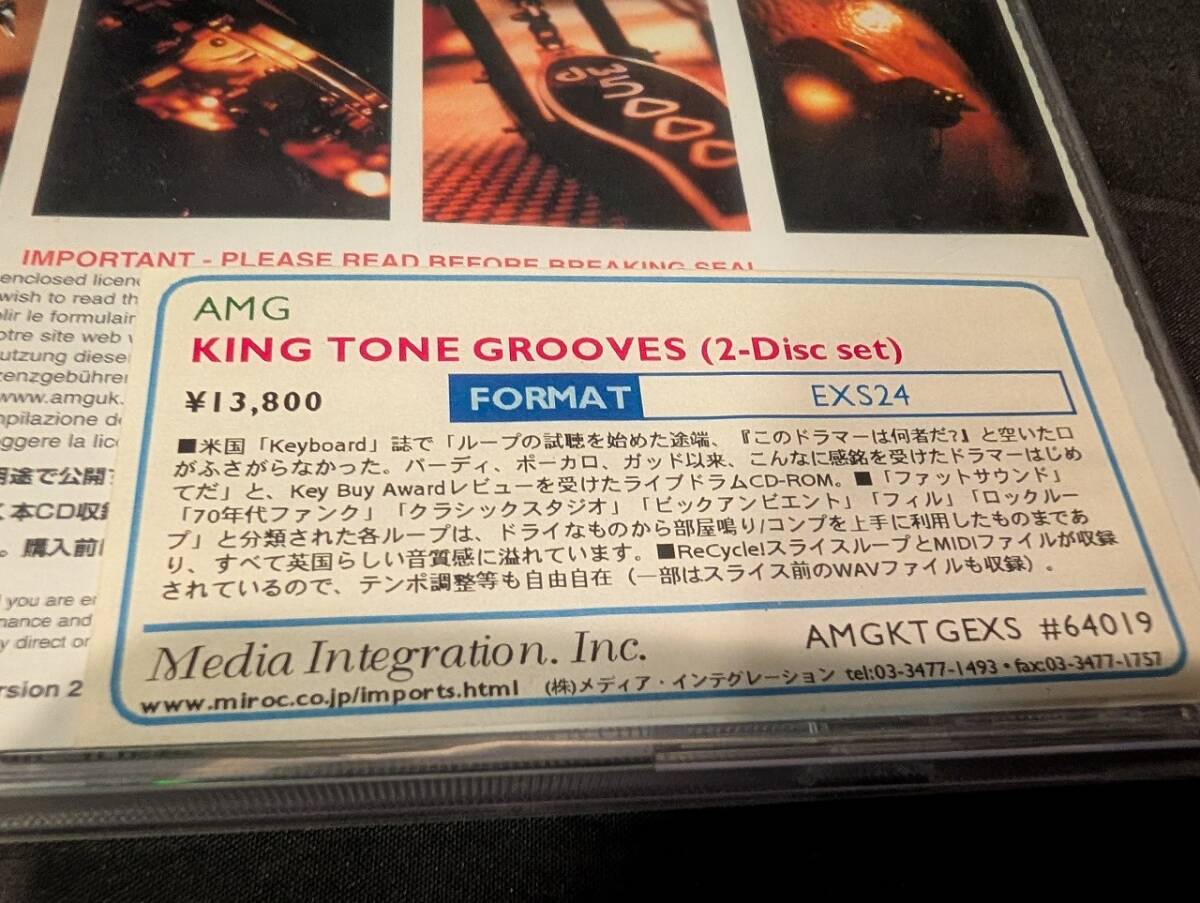 IMPORTANT - PLEASE READ BEFORE BREAKING SEAL
enclosed
wish to read
le formulair
otre site web
utzung diese
zenzgebühre
www.amguk.
pilazione
ggere la
用途で公開
本CD収録
。購入前
you are
nance and
direct or
rsion 2
AMG
KING TONE GROOVES (2-Disc set)
¥13,800
FORMAT EXS24
■米国「Keyboard」誌で「ループの試聴を始めた途端、『このドラマーは何者だ?』と空いた口
がふさがらなかった。パーディ、ポーカロ、ガッド以来、こんなに感銘を受けたドラマーはじめ
てだ」と、Key Buy Awardレビューを受けたライブドラムCD-ROM。■「ファットサウンド」
「70年代ファンク」「クラシックスタジオ」「ビックアンビエント」「フィル」「ロックルー
プ」と分類された各ループは、ドライなものから部屋鳴り/コンプを上手に利用したものまであ
り、すべて英国らしい音質感に溢れています。■ReCycle!スライスループとMIDIファイルが収録
されているので、テンポ調整等も自由自在（一部はスライス前のWAVファイルも収録）.
Media Integration. Inc.
AMGKTGEXS #64019
www.miroc.co.jp/imports.html (株)メディア・インテグレーション tel:03-3477-1493・fax:03-3477-1757